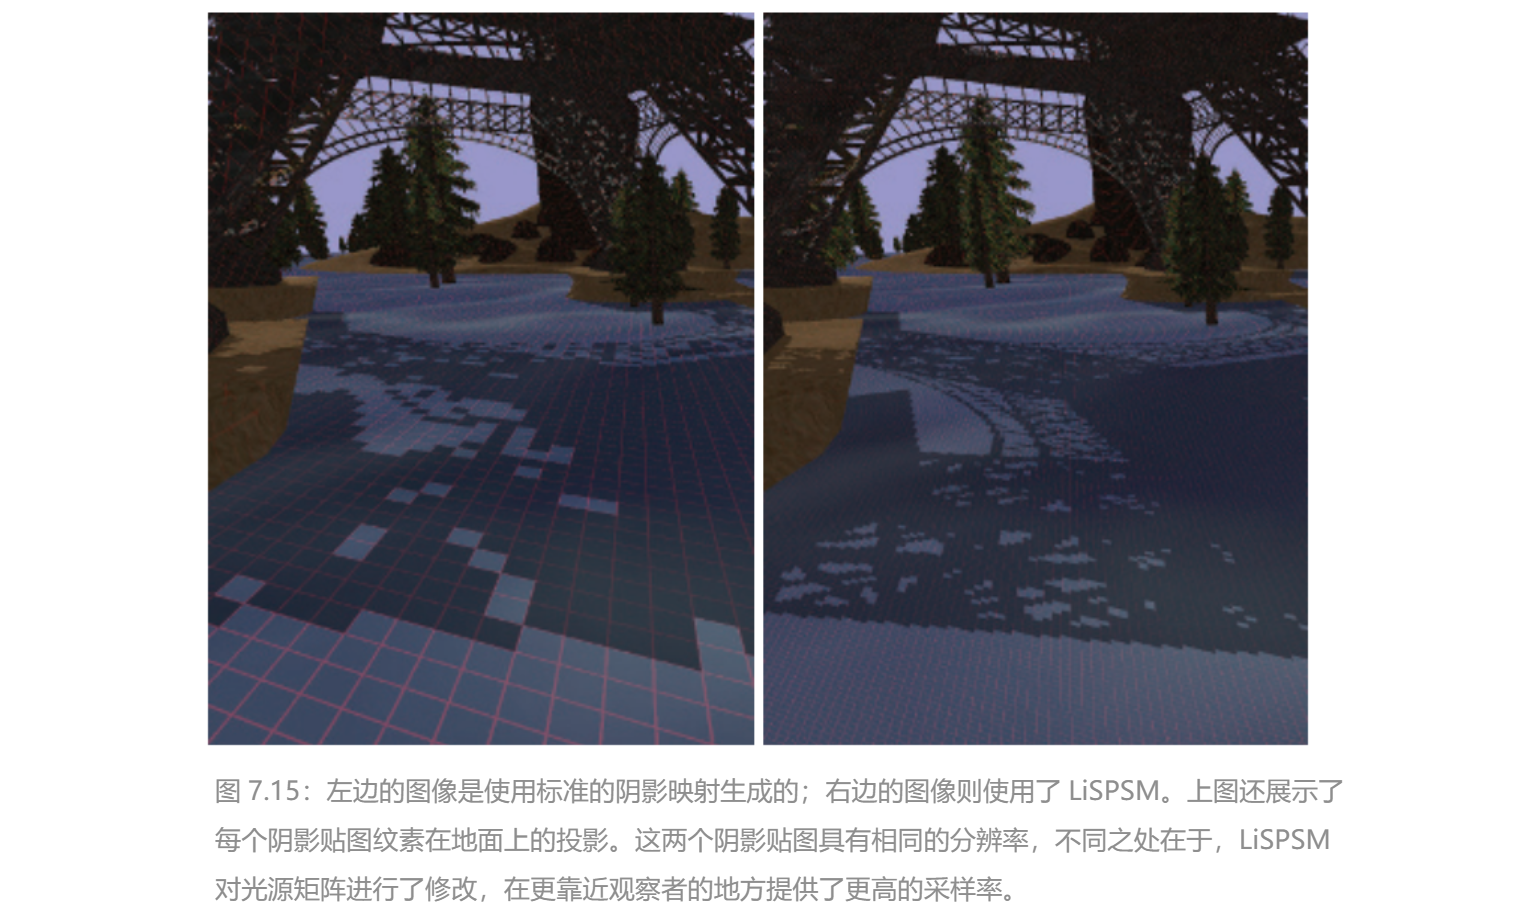 图 7.15：左边的图像是使用标准的阴影映射生成的；右边的图像则使用了 LiSPSM。上图还展示了
每个阴影贴图纹素在地面上的投影。这两个阴影贴图具有相同的分辨率，不同之处在于，LiSPSM
对光源矩阵进行了修改，在更靠近观察者的地方提供了更高的采样率。